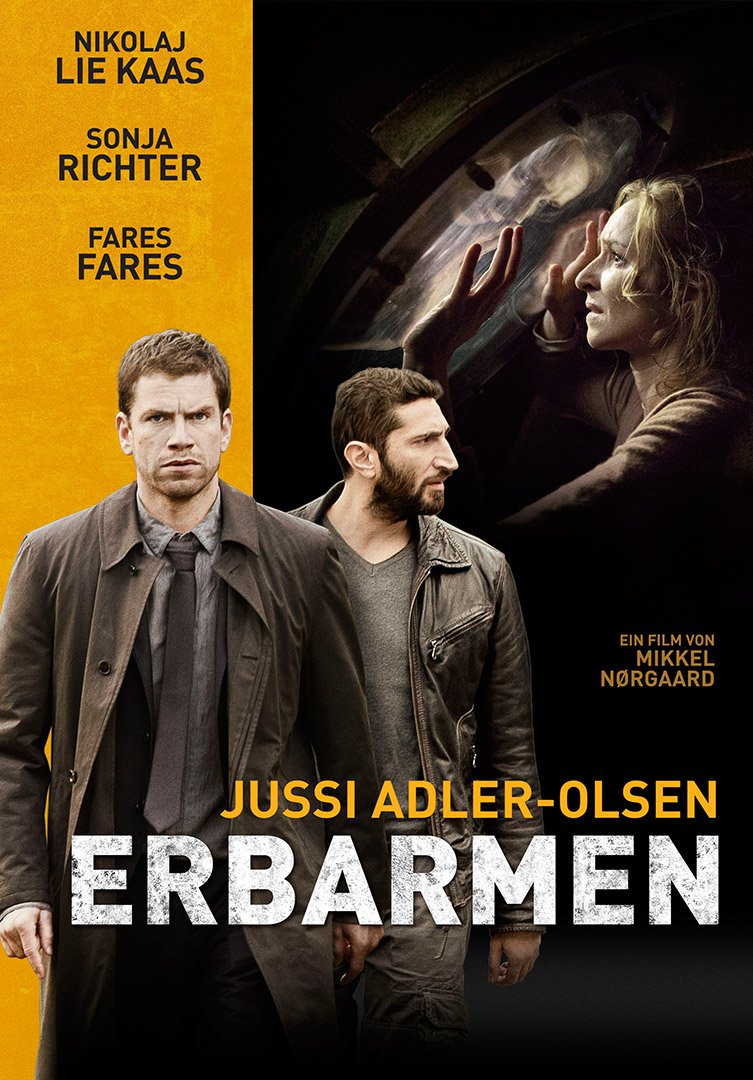 NIKOLAJ
LIE KAAS
SONJA
RICHTER
FARES
FARES
EIN FILM VON
MIKKEL
NØRGAARD
JUSSI ADLER-OLSEN
ERBARMEN